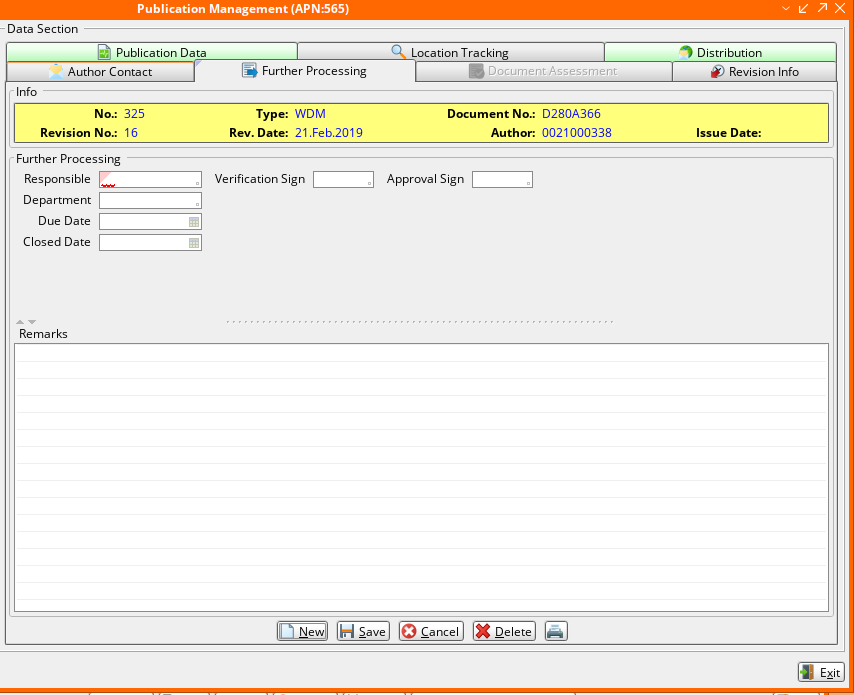 Publication Management (APN:565)
Data Section
Publication Data Location Tracking Distribution
Author Contact Further Processing Document Assessment Revision Info
Info
No.: 325 Type: WDM Document No.: D280A366
Revision No.: 16 Rev. Date: 21.Feb.2019 Author: 0021000338 Issue Date:
Further Processing
Responsible Verification Sign Approval Sign
Department
Due Date
Closed Date
Remarks
New Save Cancel Delete
Exit